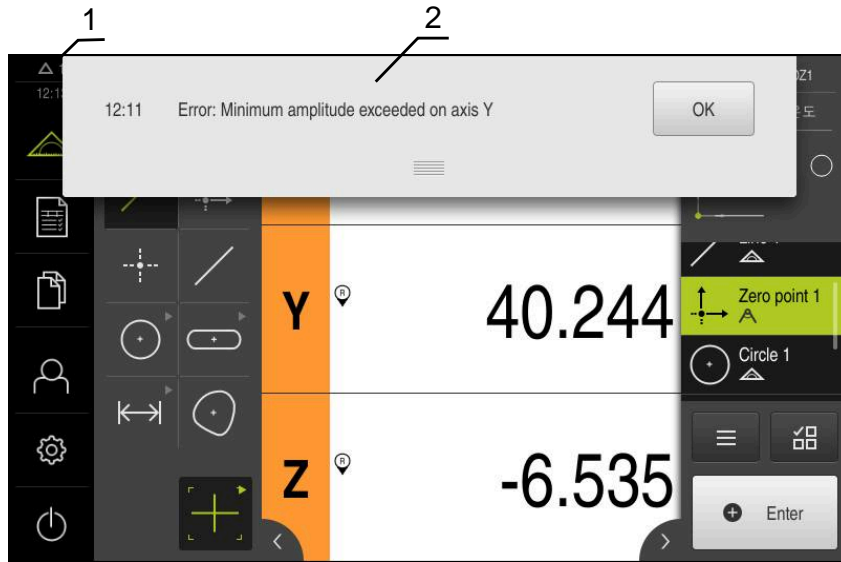 1
2
12:11 Error: Minimum amplitude exceeded on axis Y
OK
Y
R
40.244
Zero point 1
Circle 1
Z
R
-6.535
Enter